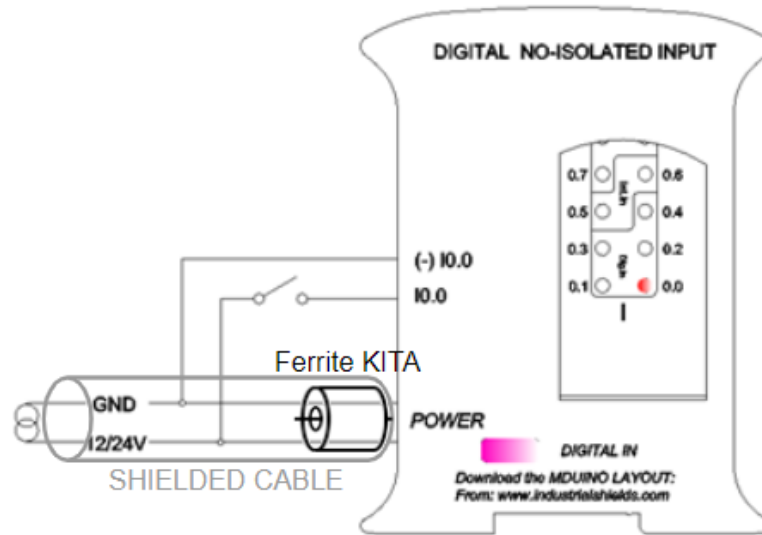 DIGITAL NO-ISOLATED INPUT
0.7 0.6
0.5 0.4
0.3 0.2
0.1 0.0
I
(-) I0.0
I0.0
Ferrite KITA
GND
12/24V
POWER
SHIELDED CABLE
DIGITAL IN
Download the MDUINO LAYOUT:
From: www.industrialshields.com